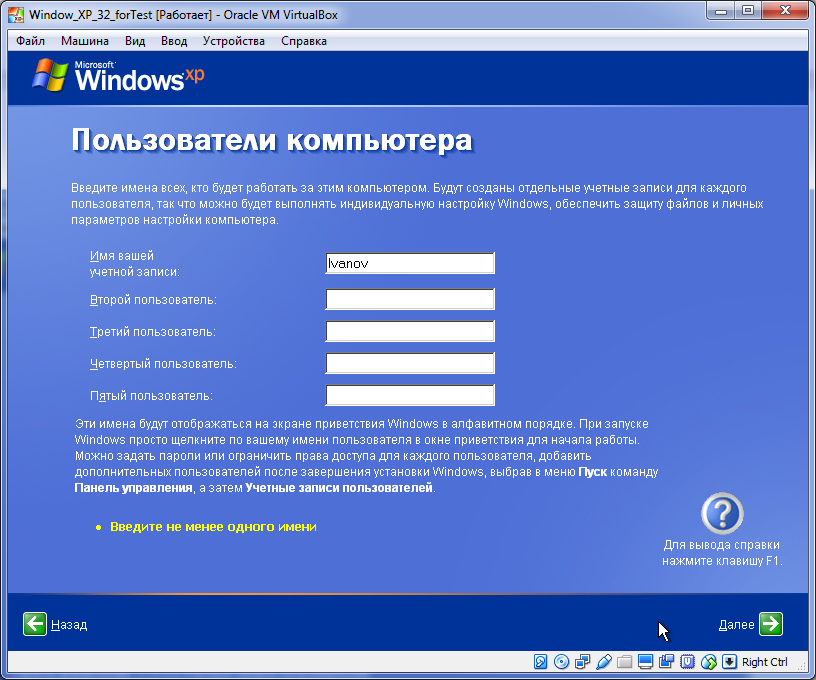 Window_XP_32_forTest [Работает] - Oracle VM VirtualBox
Файл Машина Вид Ввод Устройства Справка
Microsoft
Windows xp
Пользователи компьютера
Введите имена всех, кто будет работать за этим компьютером. Будут созданы отдельные учетные записи для каждого
пользователя, так что можно будет выполнять индивидуальную настройку Windows, обеспечить защиту файлов и личных
параметров настройки компьютера.
Имя вашей
учетной записи:
Ivanov
Второй пользователь:
Третий пользователь:
Четвертый пользователь:
Пятый пользователь:
Эти имена будут отображаться на экране приветствия Windows в алфавитном порядке. При запуске
Windows просто щелкните по вашему имени пользователя в окне приветствия для начала работы.
Можно задать пароли или ограничить права доступа для каждого пользователя, добавить
дополнительных пользователей после завершения установки Windows, выбрав в меню Пуск команду
Панель управления, а затем Учетные записи пользователей.
• Введите не менее одного имени
?
Для вывода справки
нажмите клавишу F1.
Назад
Далее
Right Ctrl